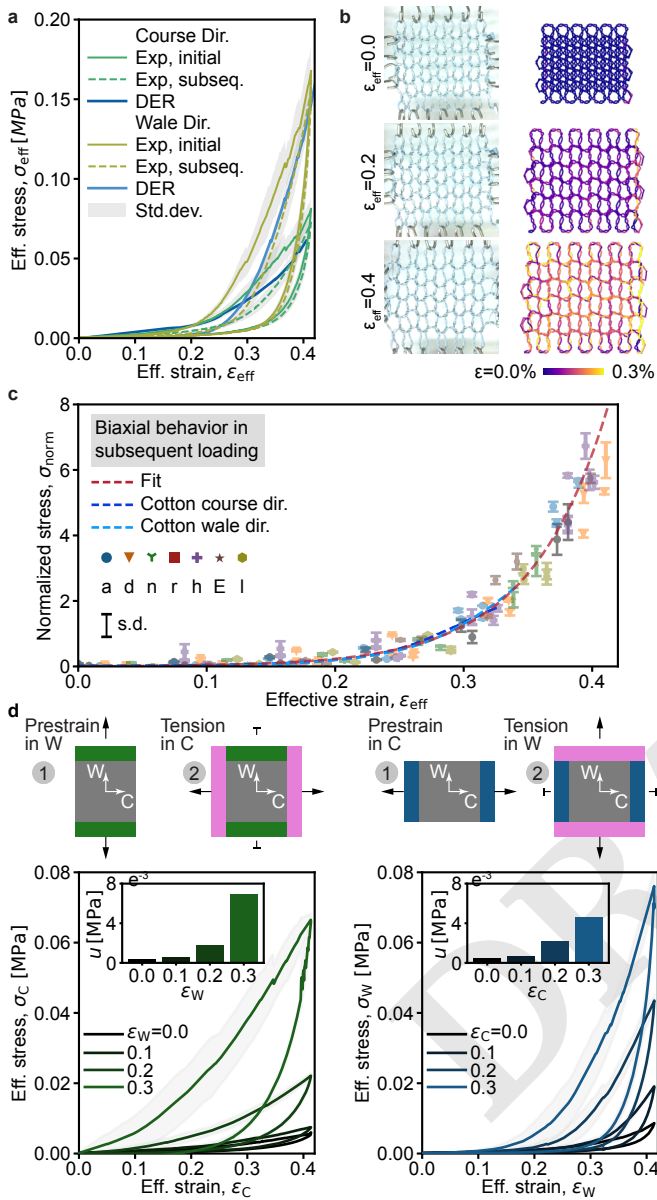 a
Course Dir.
Exp, initial
Exp, subseq.
DER
Wale Dir.
Exp, initial
Exp, subseq.
DER
Std.dev.
Eff. stress, σeff [MPa]
0.20
0.15
0.10
0.05
0.00
0.0 0.1 0.2 0.3 0.4
Eff. strain, εeff
b
εeff=0.0
εeff=0.2
εeff=0.4
ε=0.0% 0.3%
c
Biaxial behavior in
subsequent loading
Fit
Cotton course dir.
Cotton wale dir.
a d n r h E l
s.d.
Normalized stress, σnorm
8
6
4
2
0
0.0 0.1 0.2 0.3 0.4
Effective strain, εeff
d
Prestrain
in W
1
W
C
Tension
in C
2
W
C
Prestrain
in C
1
W
C
Tension
in W
2
W
C
Eff. stress, σC [MPa]
0.08
0.06
0.04
0.02
0.00
e-3
u [MPa]
8
4
0
0.0 0.1 0.2 0.3
εW
εW=0.0
0.1
0.2
0.3
0.0 0.1 0.2 0.3 0.4
Eff. strain, εC
Eff. stress, σW [MPa]
0.08
0.06
0.04
0.02
0.00
e-3
u [MPa]
8
4
0
0.0 0.1 0.2 0.3
εC
εC=0.0
0.1
0.2
0.3
0.0 0.1 0.2 0.3 0.4
Eff. strain, εW